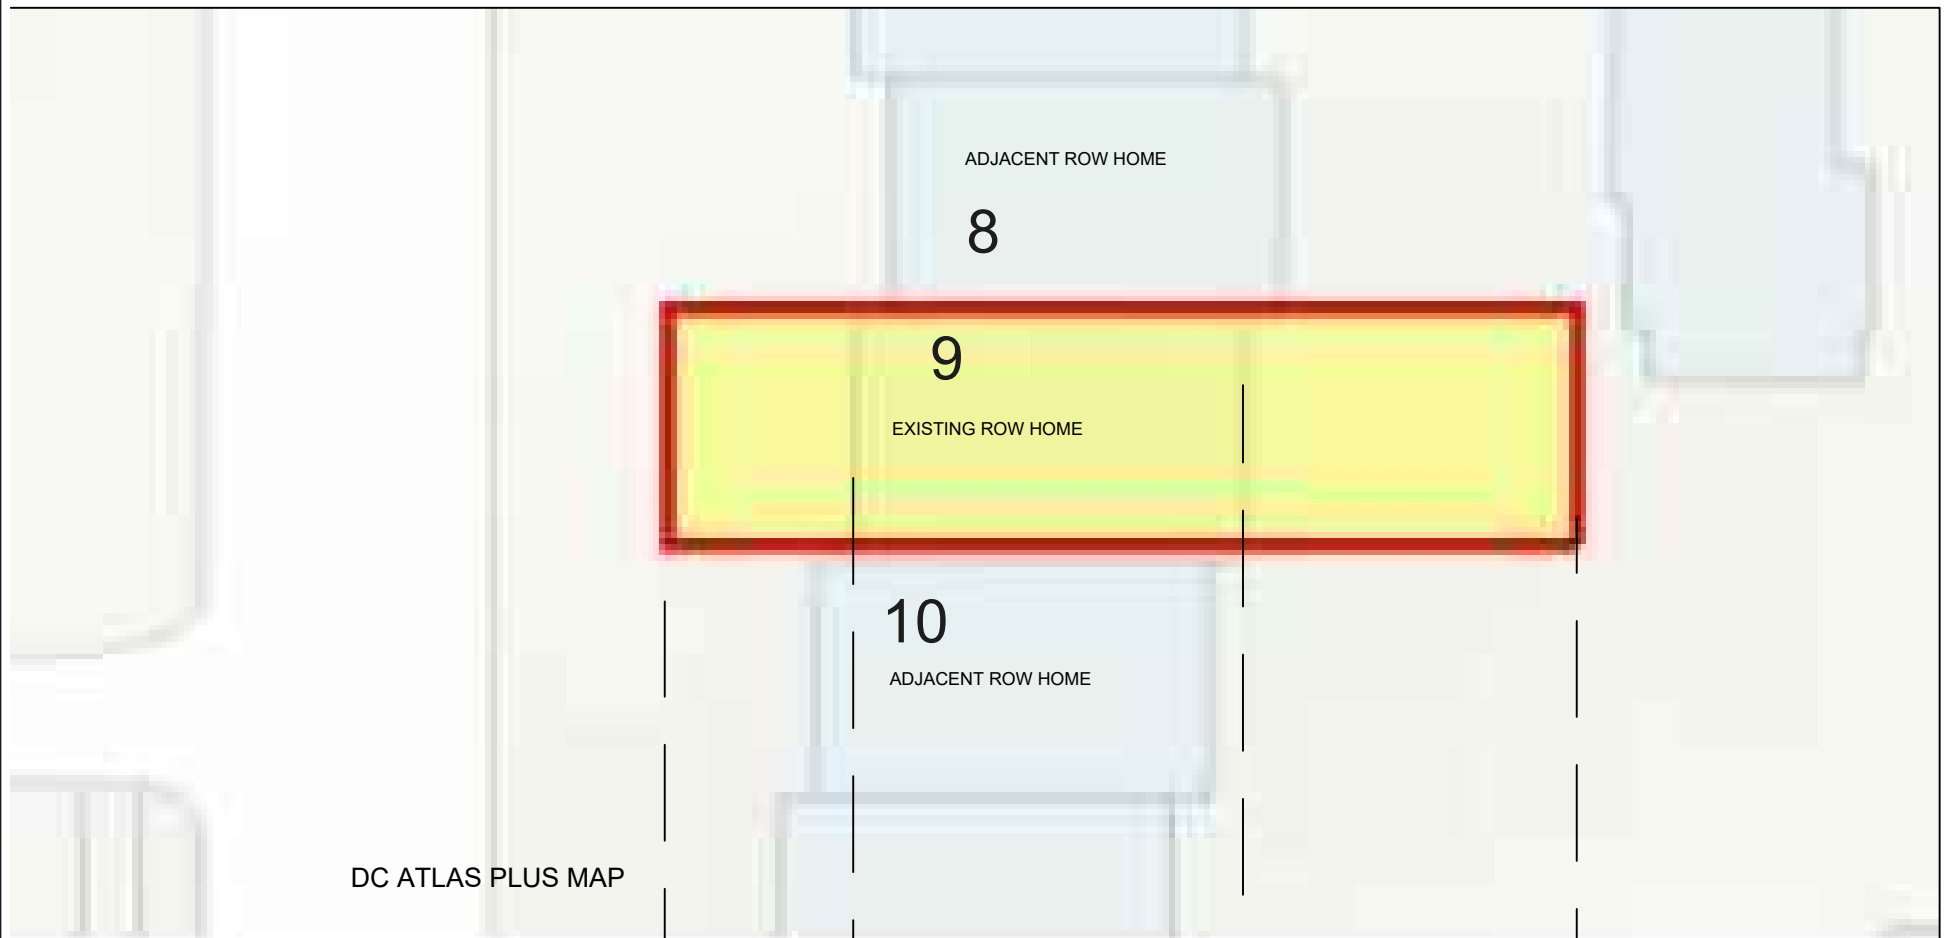 ADJACENT ROW HOME
8
9
EXISTING ROW HOME
10
ADJACENT ROW HOME
DC ATLAS PLUS MAP